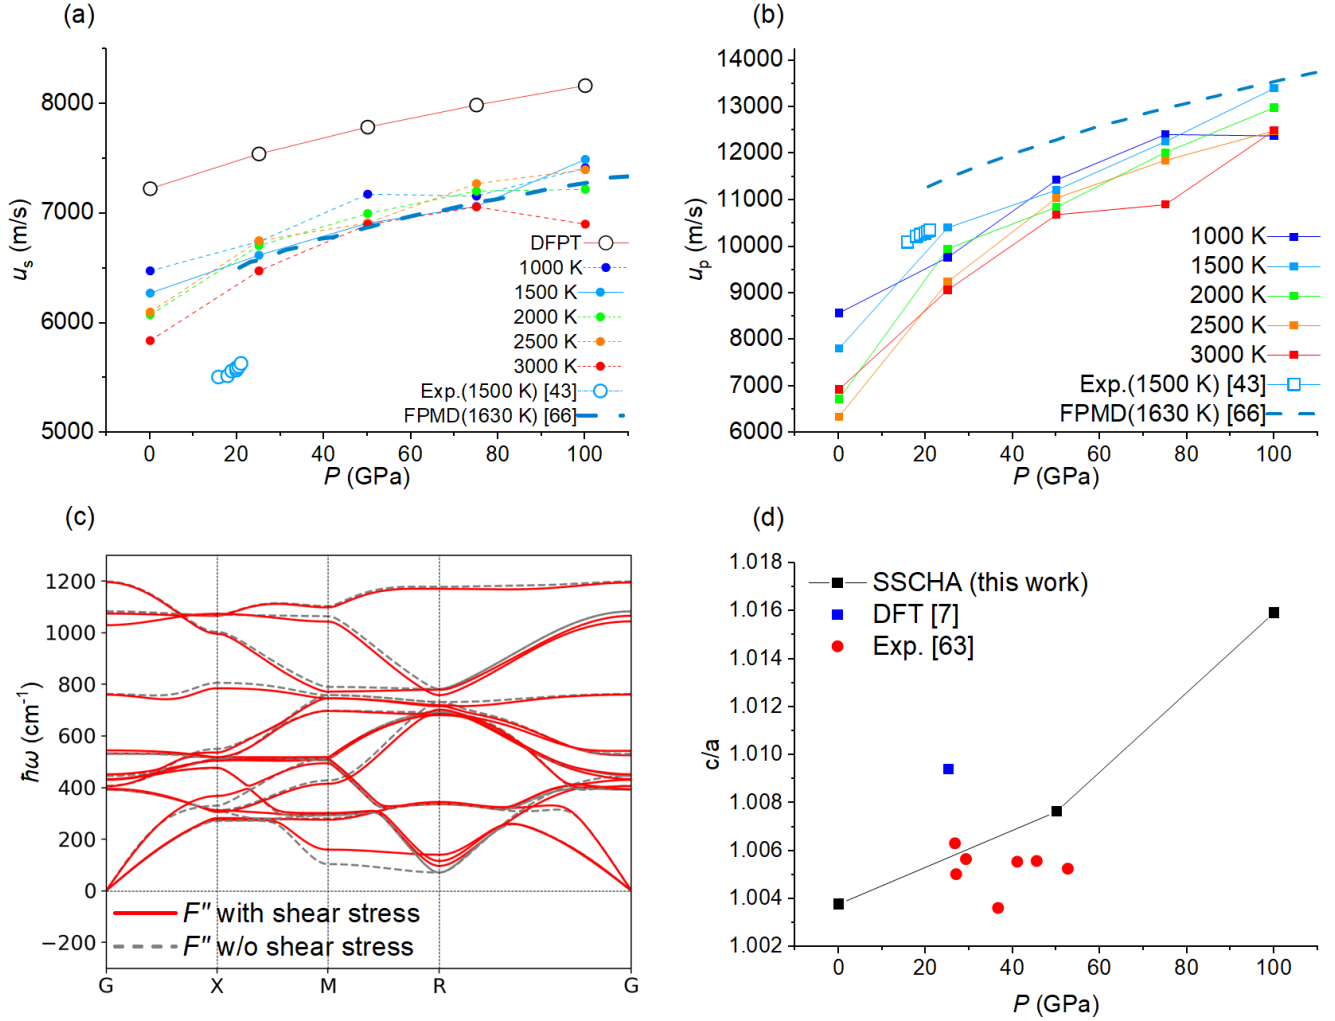 (a)
8000
7000
6000
5000
u_s (m/s)
0 20 40 60 80 100
P (GPa)
DFPT
1000 K
1500 K
2000 K
2500 K
3000 K
Exp.(1500 K) [43]
FPMD(1630 K) [66]
(b)
14000
13000
12000
11000
10000
9000
8000
7000
6000
u_p (m/s)
0 20 40 60 80 100
P (GPa)
1000 K
1500 K
2000 K
2500 K
3000 K
Exp.(1500 K) [43]
FPMD(1630 K) [66]
(c)
1200
1000
800
600
400
200
0
−200
ħω (cm⁻¹)
F'' with shear stress
F'' w/o shear stress
G X M R G
(d)
1.018
1.016
1.014
1.012
1.010
1.008
1.006
1.004
1.002
c/a
SSCHA (this work)
DFT [7]
Exp. [63]
0 20 40 60 80 100
P (GPa)